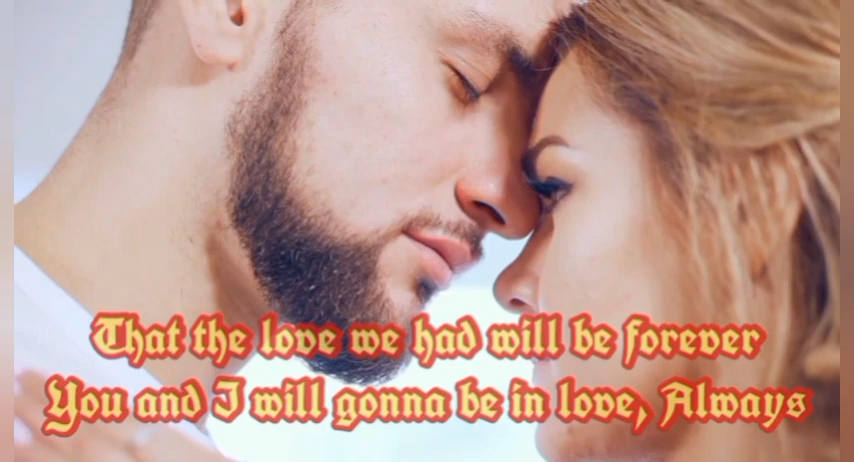 That the love we had will be forever
You and I will gonna be in love, Always